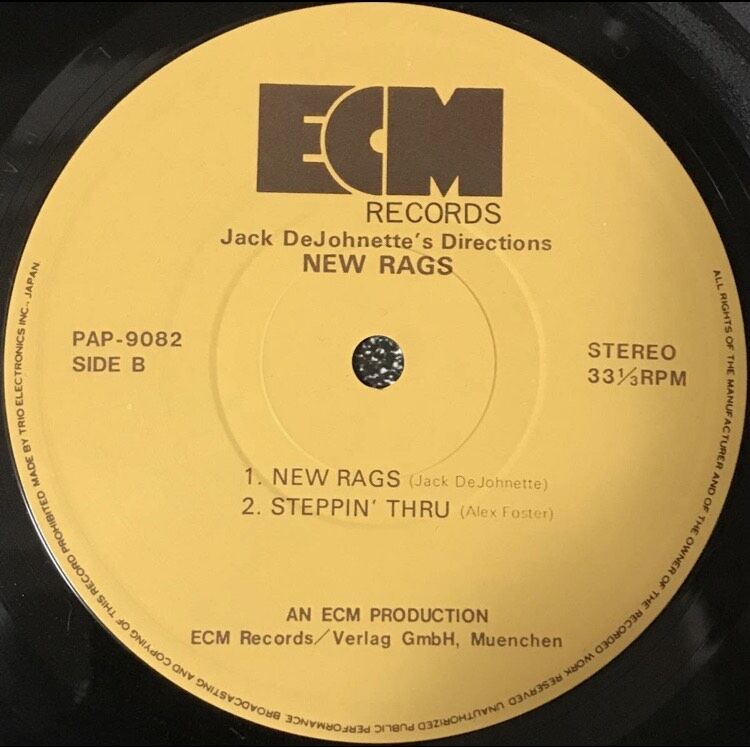 ECM
RECORDS
Jack DeJohnette's Directions
NEW RAGS
PAP-9082
SIDE B
STEREO
33⅓RPM
1. NEW RAGS (Jack DeJohnette)
2. STEPPIN' THRU (Alex Foster)
AN ECM PRODUCTION
ECM Records/Verlag GmbH, Muenchen
ALL RIGHTS OF THE MANUFACTURER AND OF THE OWNER OF THE RECORDED WORK RESERVED UNAUTHORIZED PUBLIC PERFORMANCE BROADCASTING AND COPYING OF THIS RECORD PROHIBITED MADE BY TRIO ELECTRONICS INC., JAPAN